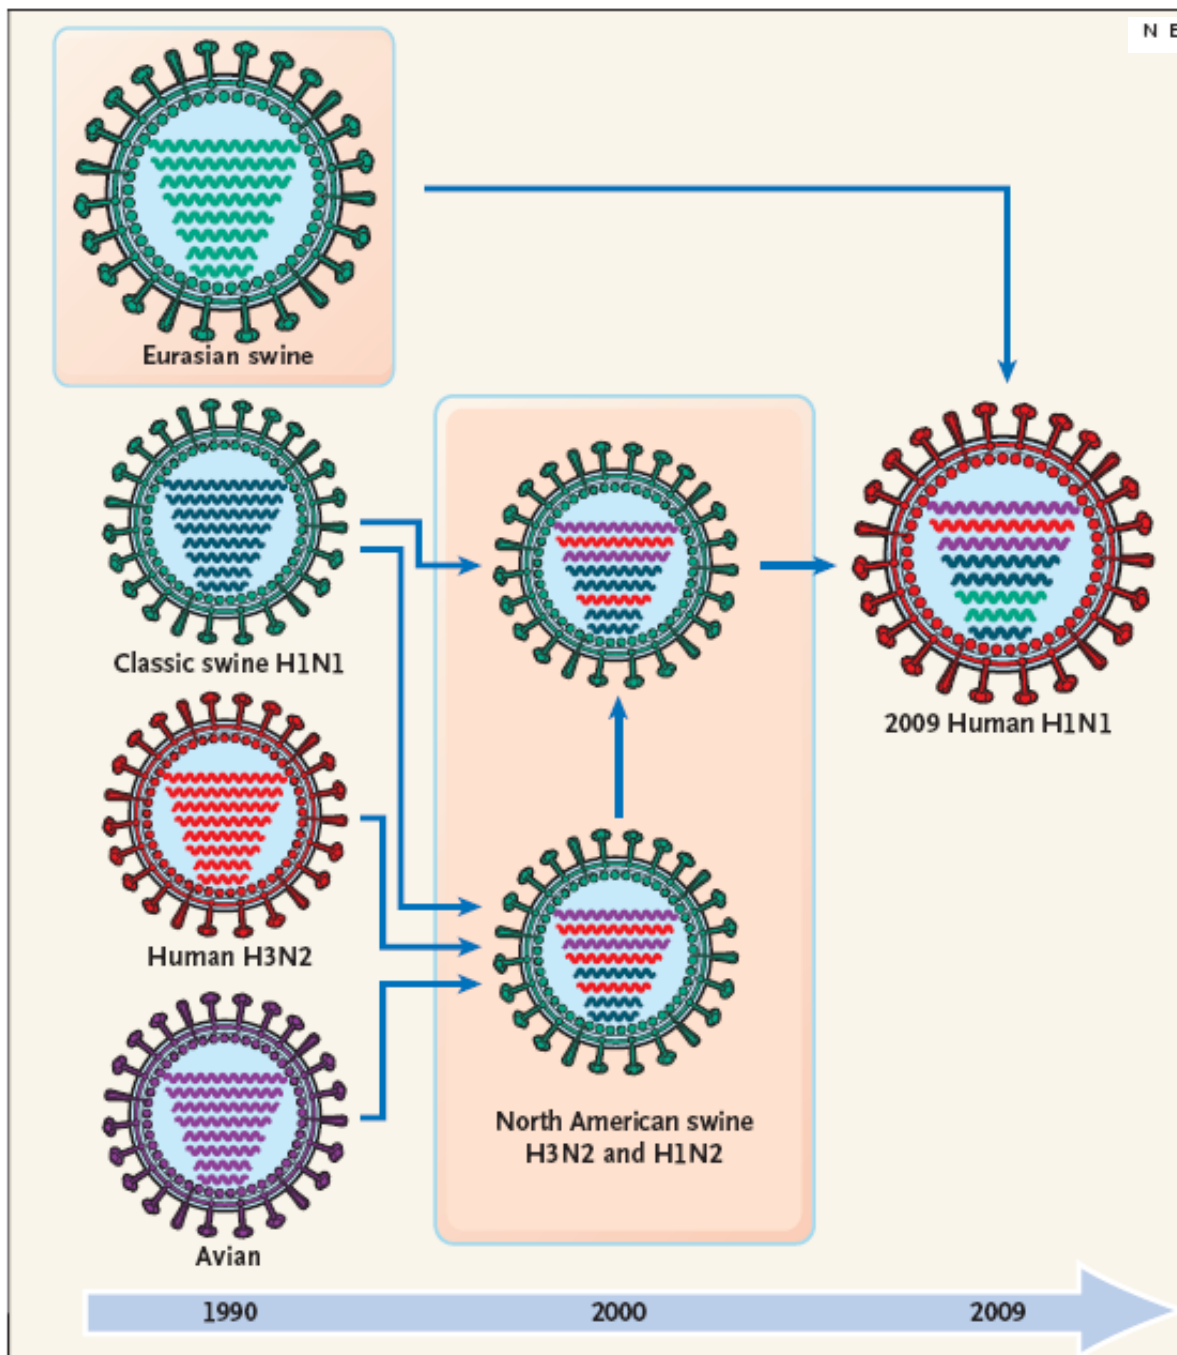 N E
Eurasian swine
Classic swine H1N1
2009 Human H1N1
Human H3N2
North American swine
H3N2 and H1N2
Avian
1990
2000
2009